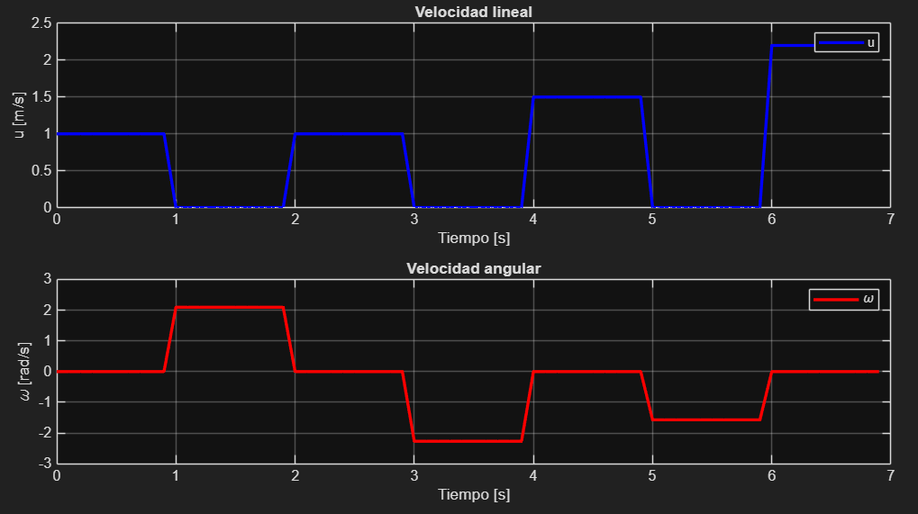 Velocidad lineal
2.5
2
1.5
1
0.5
0
u [m/s]
u
0 1 2 3 4 5 6 7
Tiempo [s]
Velocidad angular
3
2
1
0
-1
-2
-3
ω [rad/s]
ω
0 1 2 3 4 5 6 7
Tiempo [s]